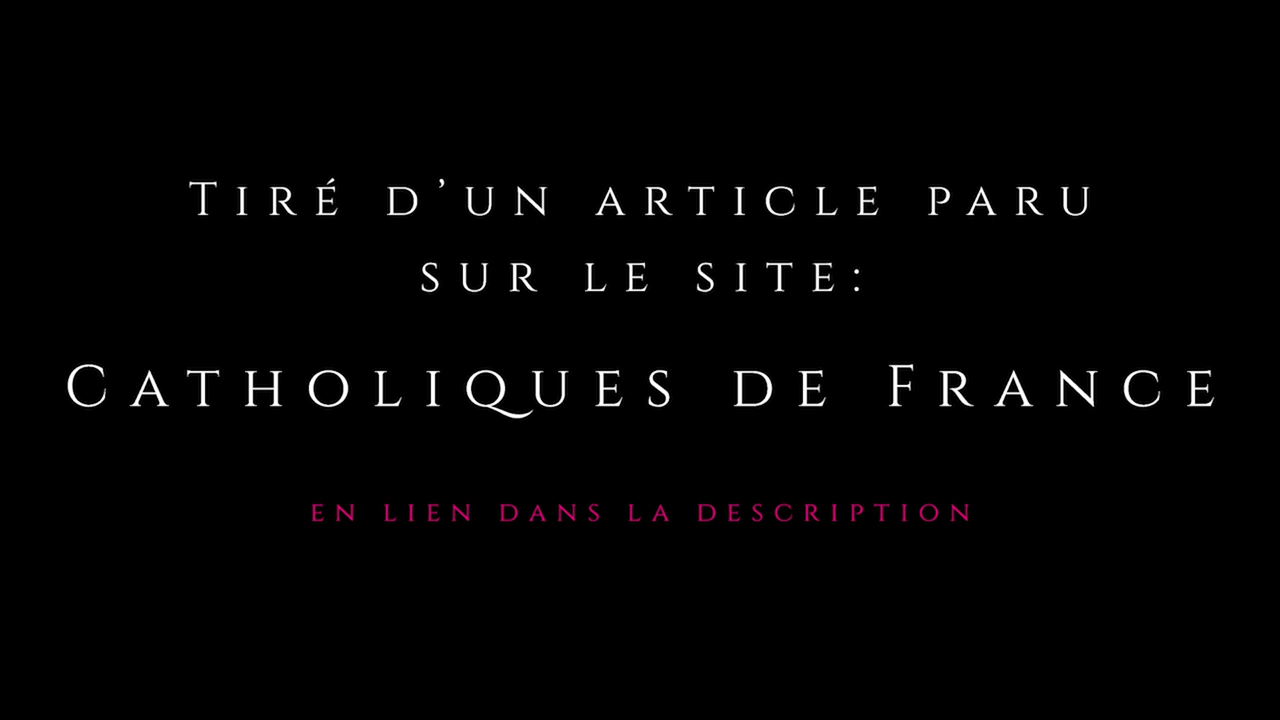 Tiré d’un article paru
sur le site:
Catholiques de France
en lien dans la description